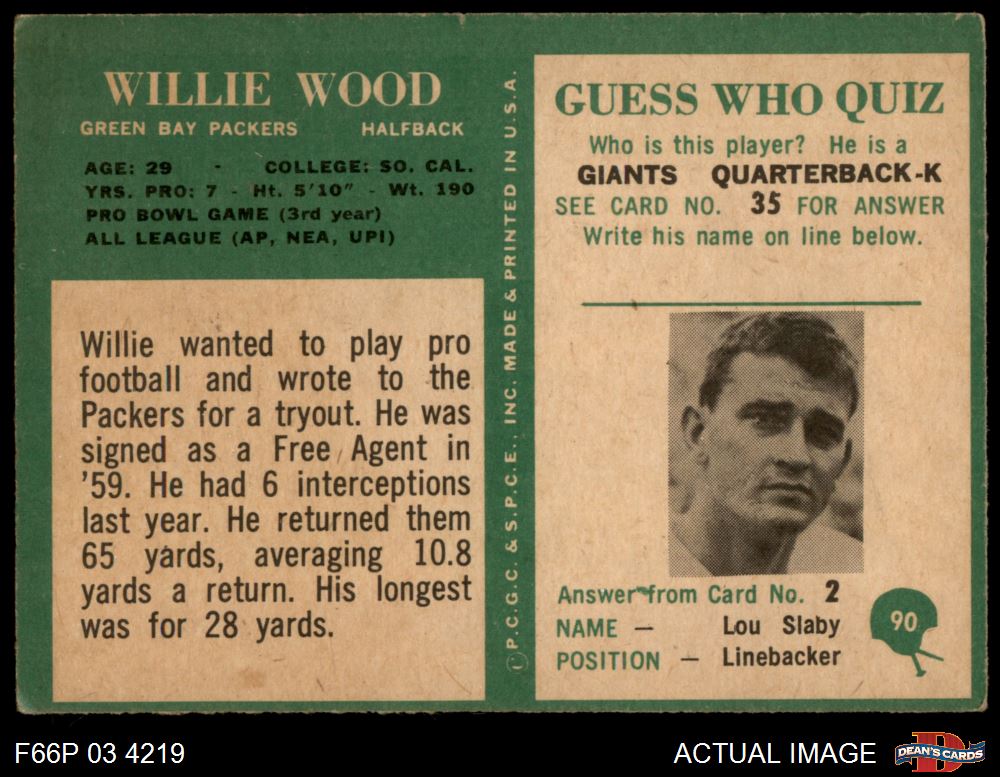 WILLIE WOOD
GREEN BAY PACKERS HALFBACK
AGE: 29 - COLLEGE: SO. CAL.
YRS. PRO: 7 - Ht. 5'10" - Wt. 190
PRO BOWL GAME (3rd year)
ALL LEAGUE (AP, NEA, UPI)
Willie wanted to play pro
football and wrote to the
Packers for a tryout. He was
signed as a Free Agent in
'59. He had 6 interceptions
last year. He returned them
65 yards, averaging 10.8
yards a return. His longest
was for 28 yards.
© P.C.G.C. & S.P.C.E., INC. MADE & PRINTED IN U.S.A.
GUESS WHO QUIZ
Who is this player? He is a
GIANTS QUARTERBACK-K
SEE CARD NO. 35 FOR ANSWER
Write his name on line below.
Answer from Card No. 2
NAME — Lou Slaby
POSITION — Linebacker
90
F66P 03 4219
ACTUAL IMAGE
D
DEAN'S CARDS